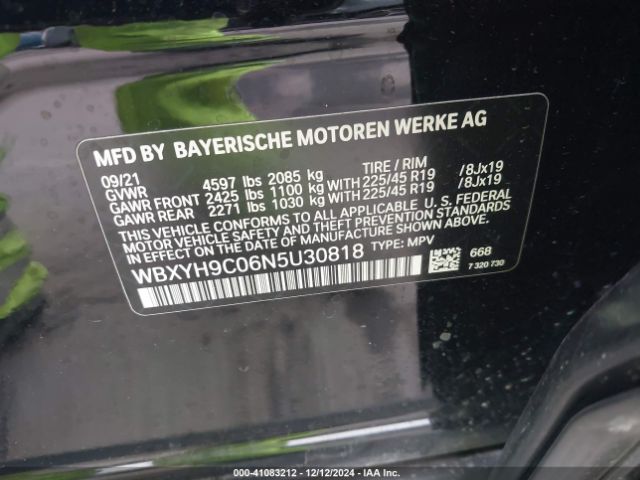 MFD BY BAYERISCHE MOTOREN WERKE AG
09/21 TIRE / RIM
GVWR 4597 lbs 2085 kg
GAWR FRONT 2425 lbs 1100 kg WITH 225/45 R19 /8Jx19
GAWR REAR 2271 lbs 1030 kg WITH 225/45 R19 /8Jx19
THIS VEHICLE CONFORMS TO ALL APPLICABLE U. S. FEDERAL
MOTOR VEHICLE SAFETY AND THEFT PREVENTION STANDARDS
IN EFFECT ON THE DATE OF MANUFACTURE SHOWN ABOVE.
WBXYH9C06N5U30818 TYPE: MPV
668
7 320 730
000-41083212 - 12/12/2024 - IAA Inc.